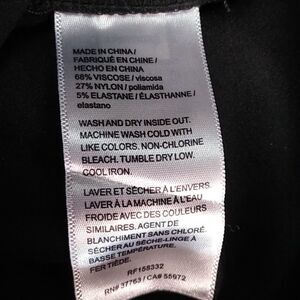 MADE IN CHINA /
FABRIQUÉ EN CHINE /
HECHO EN CHINA
68% VISCOSE / viscosa
27% NYLON / poliamida
5% ELASTANE / ÉLASTHANNE /
elastano
WASH AND DRY INSIDE OUT.
MACHINE WASH COLD WITH
LIKE COLORS. NON-CHLORINE
BLEACH. TUMBLE DRY LOW.
COOL IRON.
LAVER ET SÉCHER À L'ENVERS.
LAVER À LA MACHINE À L'EAU
FROIDE AVEC DES COULEURS
SIMILAIRES. AGENT DE
BLANCHIMENT SANS CHLORÉ.
SÉCHER AU SÈCHE-LINGE À
BASSE TEMPÉRATURE.
FER TIÈDE.
RF158332
RN# 37763 / CA# 55972